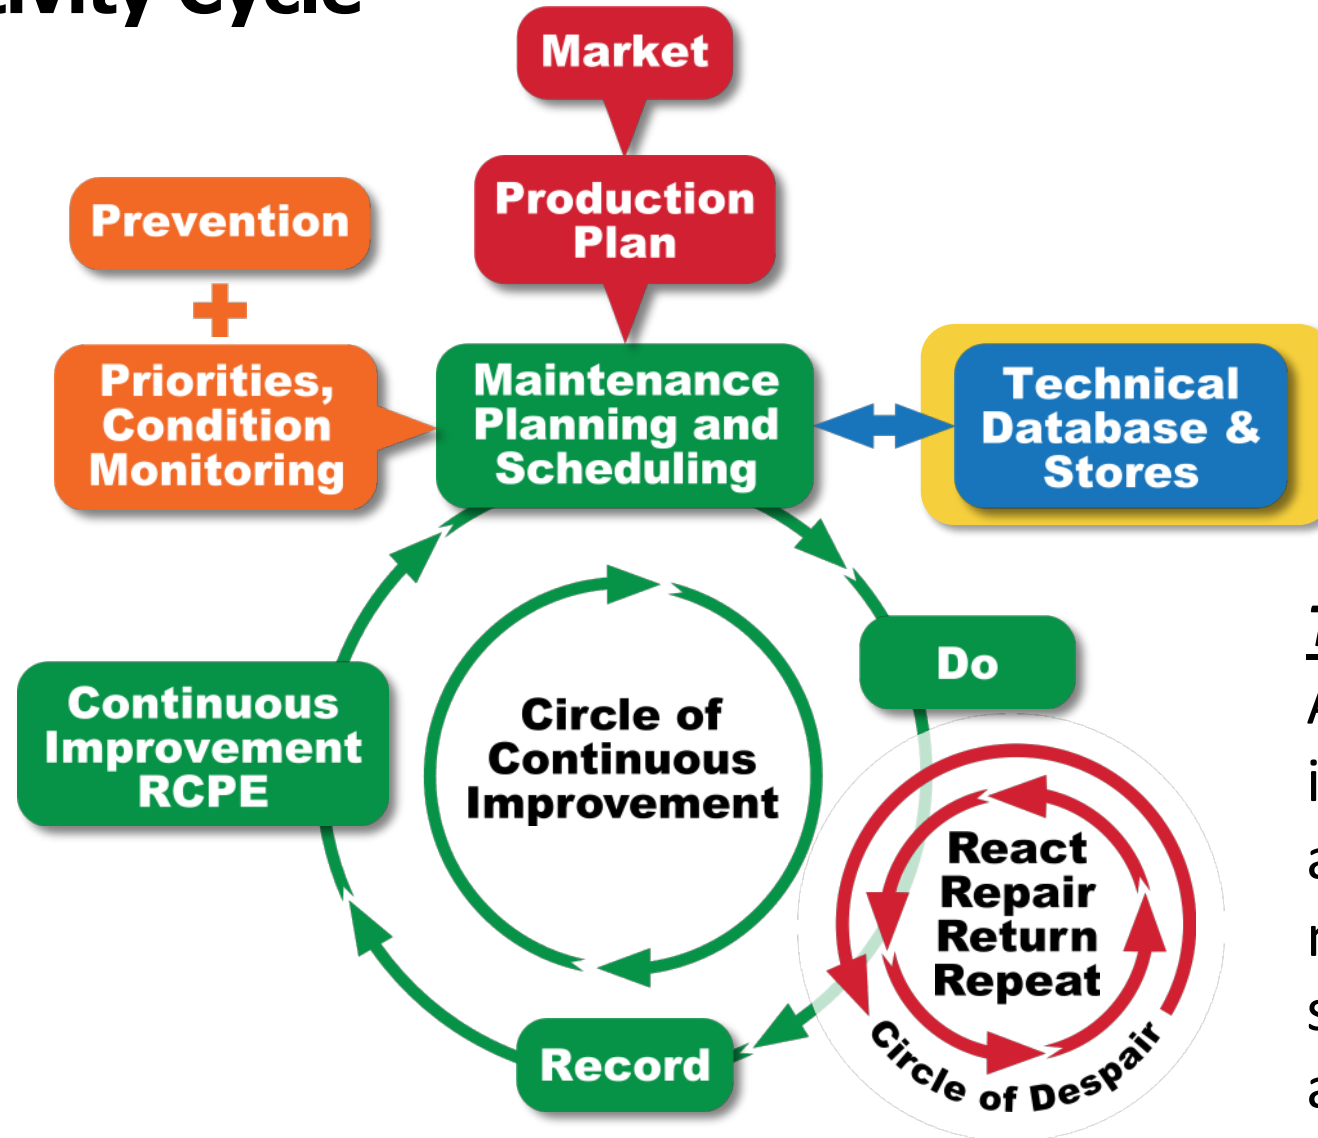 Cycle
Market
Production
Plan
Prevention
+
Priorities,
Condition
Monitoring
Maintenance
Planning and
Scheduling
Technical
Database &
Stores
Do
Continuous
Improvement
RCPE
Circle of
Continuous
Improvement
React
Repair
Return
Repeat
Circle of Despair
Record